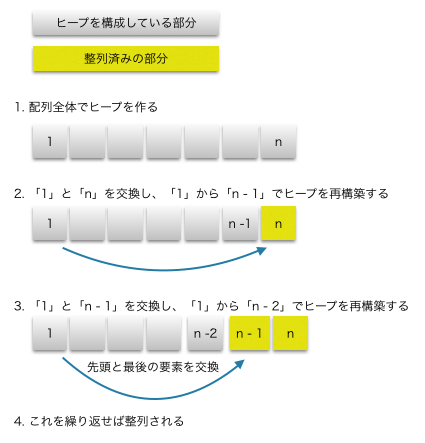 ヒープを構成している部分
整列済みの部分
1. 配列全体でヒープを作る
1 n
2. 「1」と「n」を交換し、「1」から「n - 1」でヒープを再構築する
1 n -1 n
3. 「1」と「n - 1」を交換し、「1」から「n - 2」でヒープを再構築する
1 n -2 n - 1 n
先頭と最後の要素を交換
4. これを繰り返せば整列される